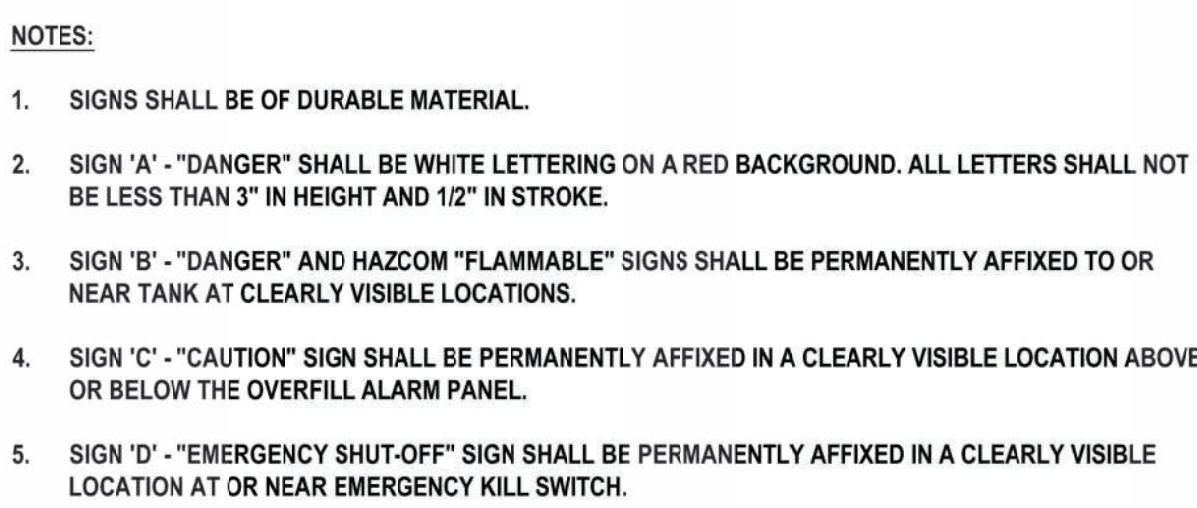 NOTES:
1. SIGNS SHALL BE OF DURABLE MATERIAL.
2. SIGN 'A' - "DANGER" SHALL BE WHITE LETTERING ON A RED BACKGROUND. ALL LETTERS SHALL NOT
BE LESS THAN 3" IN HEIGHT AND 1/2" IN STROKE.
3. SIGN 'B' - "DANGER" AND HAZCOM "FLAMMABLE" SIGNS SHALL BE PERMANENTLY AFFIXED TO OR
NEAR TANK AT CLEARLY VISIBLE LOCATIONS.
4. SIGN 'C' - "CAUTION" SIGN SHALL BE PERMANENTLY AFFIXED IN A CLEARLY VISIBLE LOCATION ABOVE
OR BELOW THE OVERFILL ALARM PANEL.
5. SIGN 'D' - "EMERGENCY SHUT-OFF" SIGN SHALL BE PERMANENTLY AFFIXED IN A CLEARLY VISIBLE
LOCATION AT OR NEAR EMERGENCY KILL SWITCH.